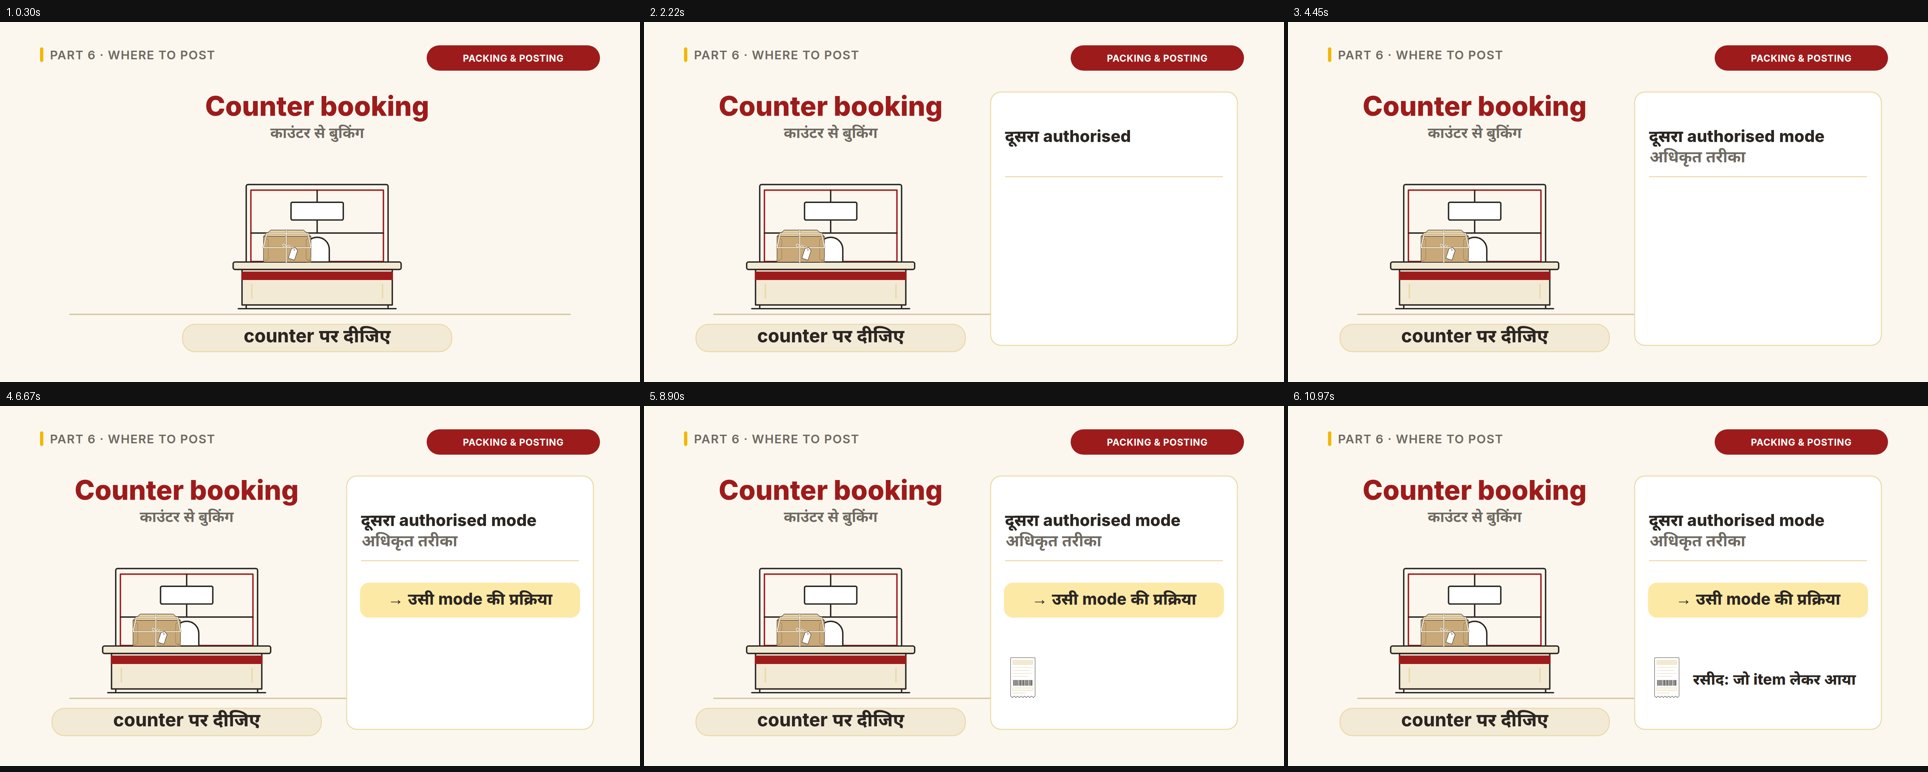 1. 0.30s
PART 6 · WHERE TO POST
PACKING & POSTING
Counter booking
काउंटर से बुकिंग
counter पर दीजिए
2. 2.22s
PART 6 · WHERE TO POST
PACKING & POSTING
Counter booking
काउंटर से बुकिंग
दूसरा authorised
counter पर दीजिए
3. 4.45s
PART 6 · WHERE TO POST
PACKING & POSTING
Counter booking
काउंटर से बुकिंग
दूसरा authorised mode
अधिकृत तरीका
counter पर दीजिए
4. 6.67s
PART 6 · WHERE TO POST
PACKING & POSTING
Counter booking
काउंटर से बुकिंग
दूसरा authorised mode
अधिकृत तरीका
→ उसी mode की प्रक्रिया
counter पर दीजिए
5. 8.90s
PART 6 · WHERE TO POST
PACKING & POSTING
Counter booking
काउंटर से बुकिंग
दूसरा authorised mode
अधिकृत तरीका
→ उसी mode की प्रक्रिया
counter पर दीजिए
6. 10.97s
PART 6 · WHERE TO POST
PACKING & POSTING
Counter booking
काउंटर से बुकिंग
दूसरा authorised mode
अधिकृत तरीका
→ उसी mode की प्रक्रिया
रसीद: जो item लेकर आया
counter पर दीजिए